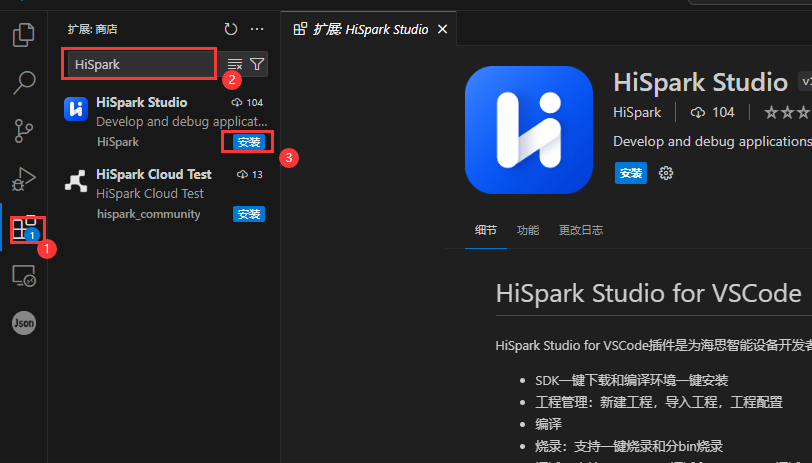 扩展: 商店
扩展: HiSpark Studio
HiSpark
2
HiSpark Studio
104
Develop and debug applicat...
HiSpark
安装
3
HiSpark Cloud Test
13
HiSpark Cloud Test
hispark_community
安装
1
1
Json
HiSpark Studio
HiSpark
104
Develop and debug applications
安装
细节
功能
更改日志
HiSpark Studio for VSCode
HiSpark Studio for VSCode插件是为海思智能设备开发者
SDK一键下载和编译环境一键安装
工程管理：新建工程，导入工程，工程配置
编译
烧录：支持一键烧录和分bin烧录